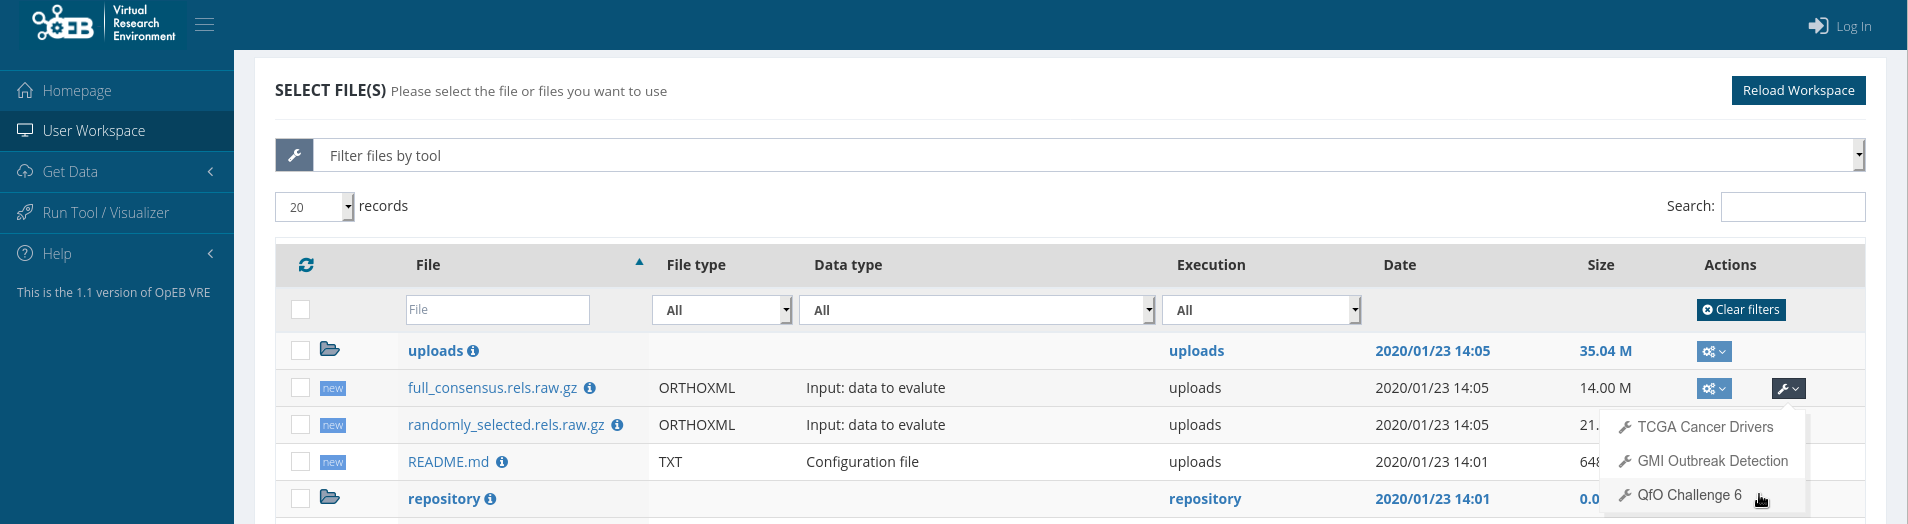 OpEB Virtual Research Environment
Log In
Homepage
User Workspace
Get Data
Run Tool / Visualizer
Help
This is the 1.1 version of OpEB VRE
SELECT FILE(S) Please select the file or files you want to use
Reload Workspace
Filter files by tool
20 records
Search:
File File type Data type Execution Date Size Actions
File All All All Clear filters
uploads uploads 2020/01/23 14:05 35.04 M
new full_consensus.rels.raw.gz ORTHOXML Input: data to evalute uploads 2020/01/23 14:05 14.00 M
new randomly_selected.rels.raw.gz ORTHOXML Input: data to evalute uploads 2020/01/23 14:05 21.
new README.md TXT Configuration file uploads 2020/01/23 14:01 648
repository repository 2020/01/23 14:01 0.0
TCGA Cancer Drivers
GMI Outbreak Detection
QfO Challenge 6